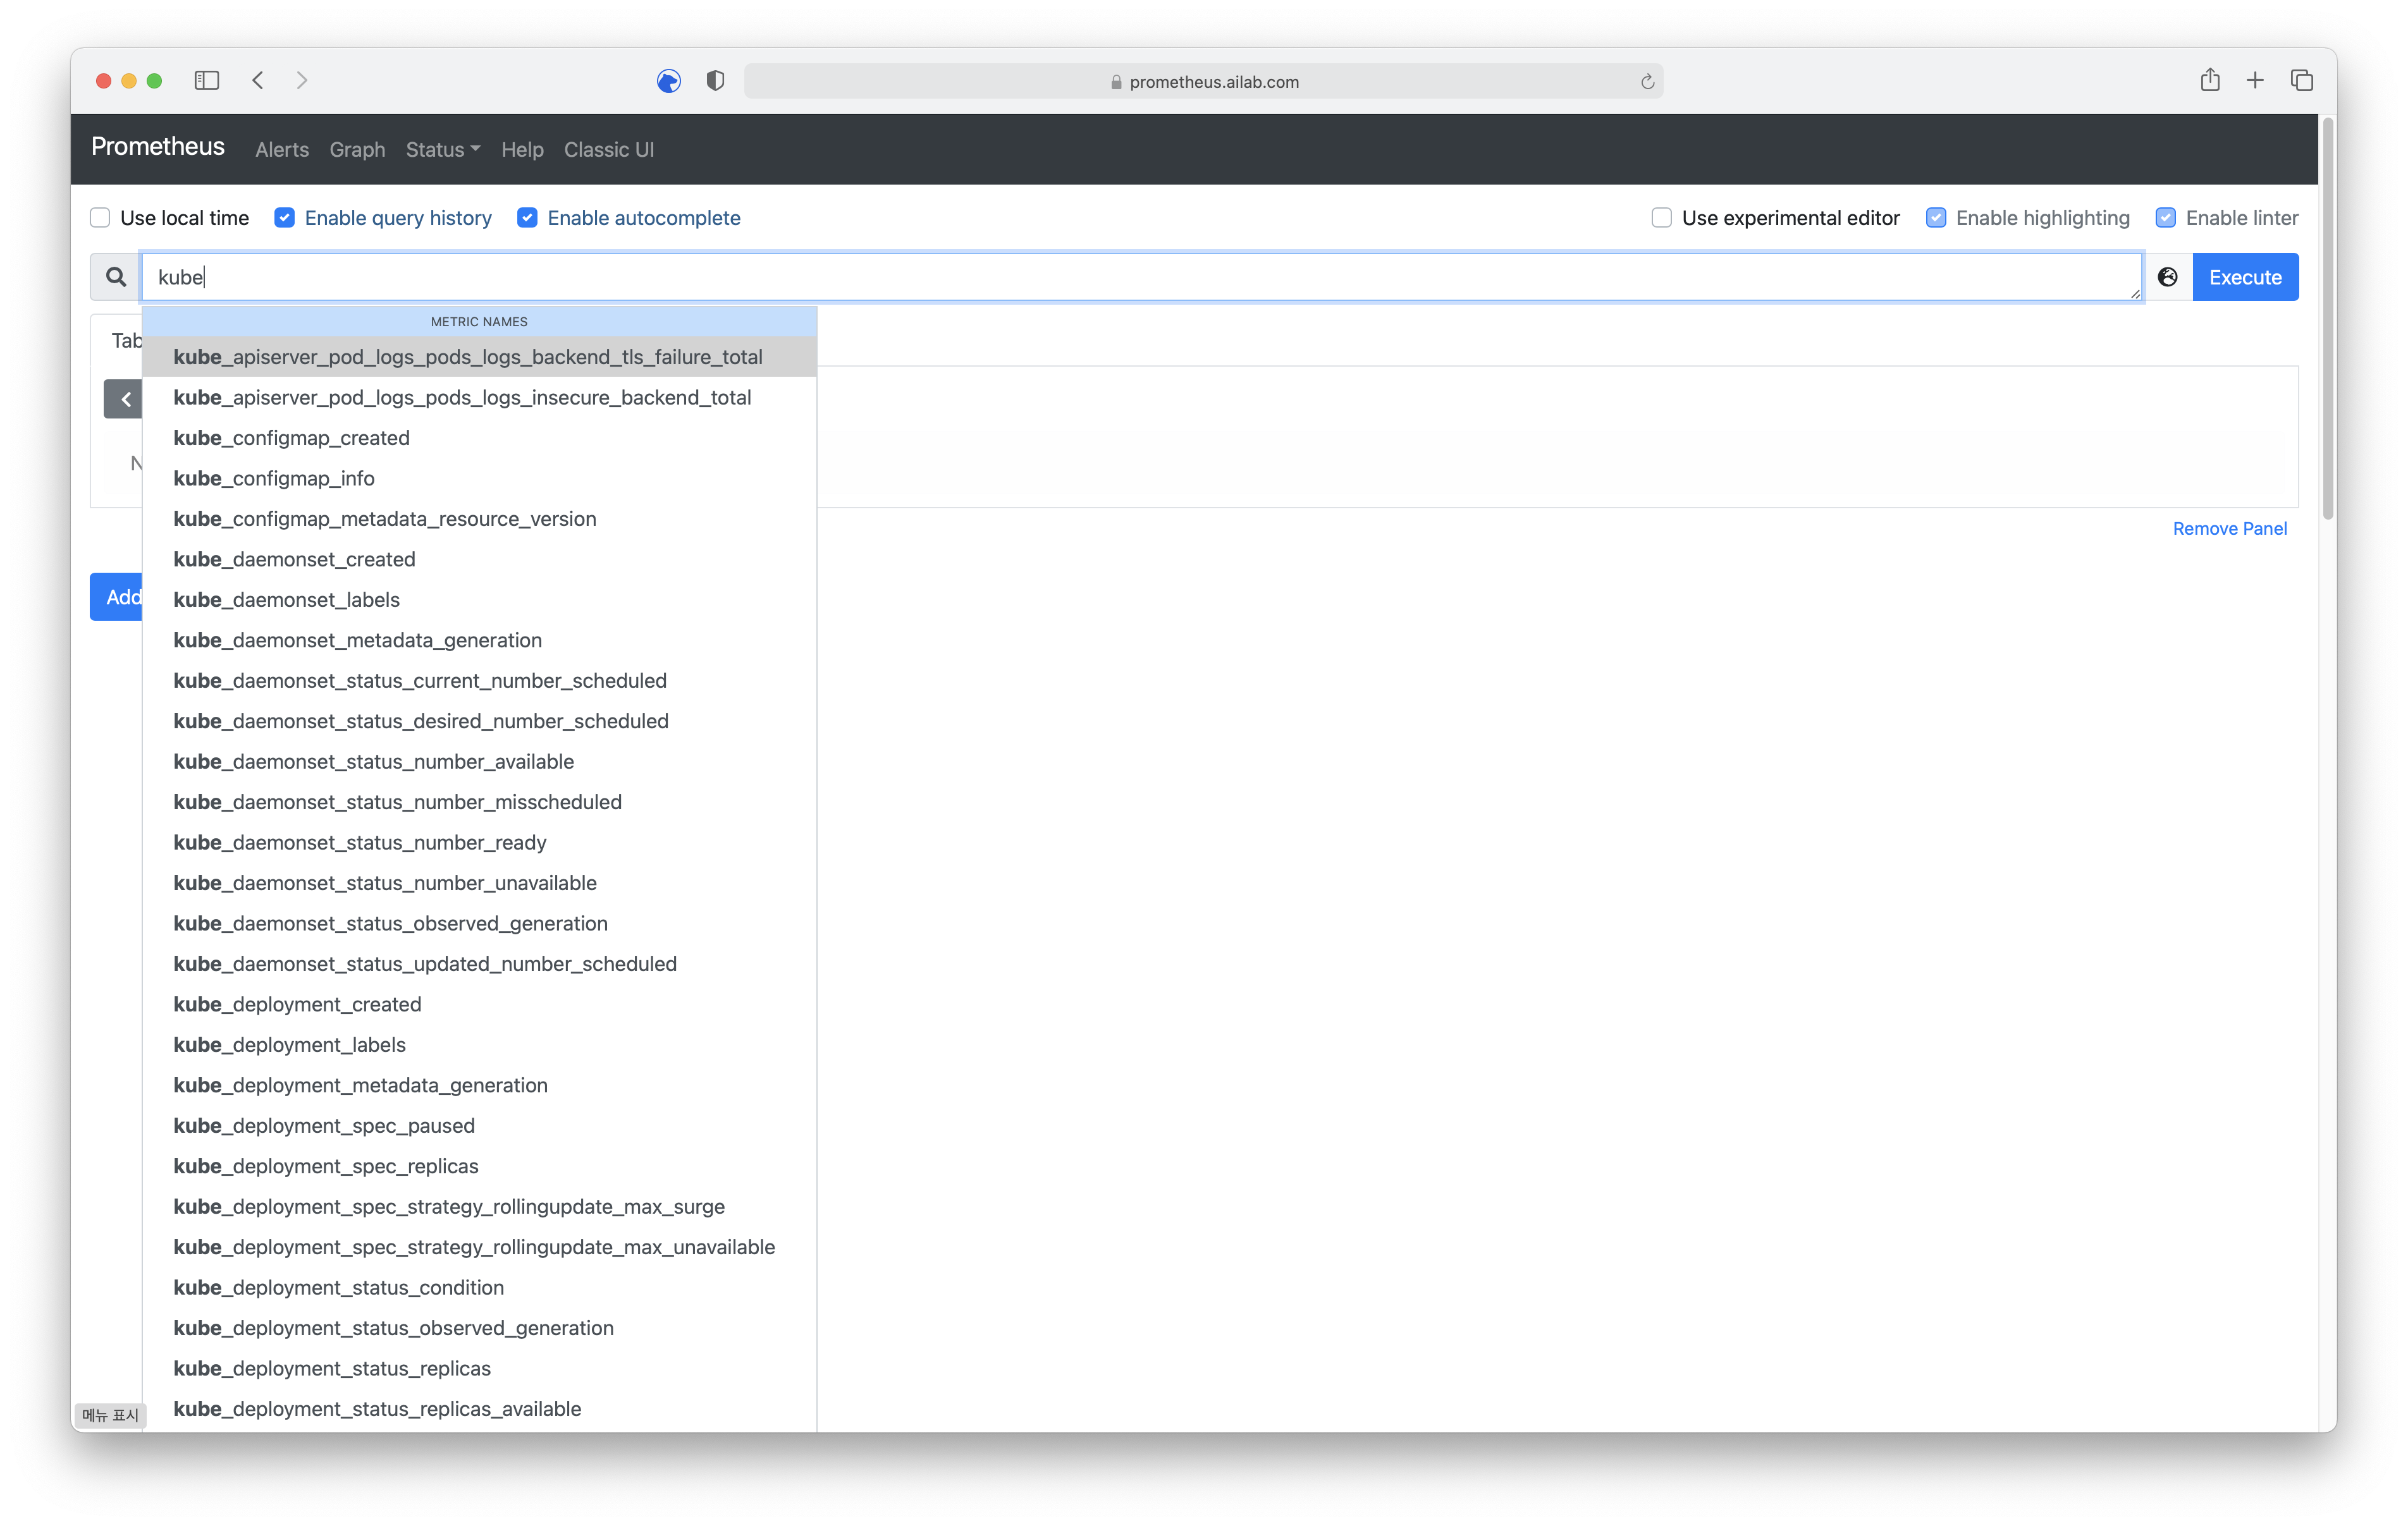 prometheus.ailab.com
Prometheus Alerts Graph Status Help Classic UI
Use local time Enable query history Enable autocomplete Use experimental editor Enable highlighting Enable linter
kube Execute
METRIC NAMES
Tab
kube_apiserver_pod_logs_pods_logs_backend_tls_failure_total
kube_apiserver_pod_logs_pods_logs_insecure_backend_total
kube_configmap_created
N
kube_configmap_info
kube_configmap_metadata_resource_version
Remove Panel
kube_daemonset_created
Add
kube_daemonset_labels
kube_daemonset_metadata_generation
kube_daemonset_status_current_number_scheduled
kube_daemonset_status_desired_number_scheduled
kube_daemonset_status_number_available
kube_daemonset_status_number_misscheduled
kube_daemonset_status_number_ready
kube_daemonset_status_number_unavailable
kube_daemonset_status_observed_generation
kube_daemonset_status_updated_number_scheduled
kube_deployment_created
kube_deployment_labels
kube_deployment_metadata_generation
kube_deployment_spec_paused
kube_deployment_spec_replicas
kube_deployment_spec_strategy_rollingupdate_max_surge
kube_deployment_spec_strategy_rollingupdate_max_unavailable
kube_deployment_status_condition
kube_deployment_status_observed_generation
kube_deployment_status_replicas
kube_deployment_status_replicas_available
메뉴 표시